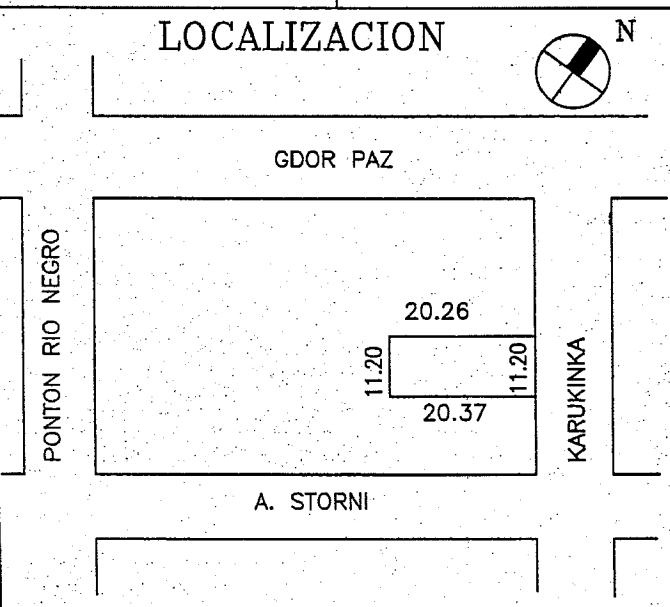 LOCALIZACION
N
GDOR PAZ
PONTON RIO NEGRO
20.26
11.20
11.20
20.37
KARUKINKA
A. STORNI